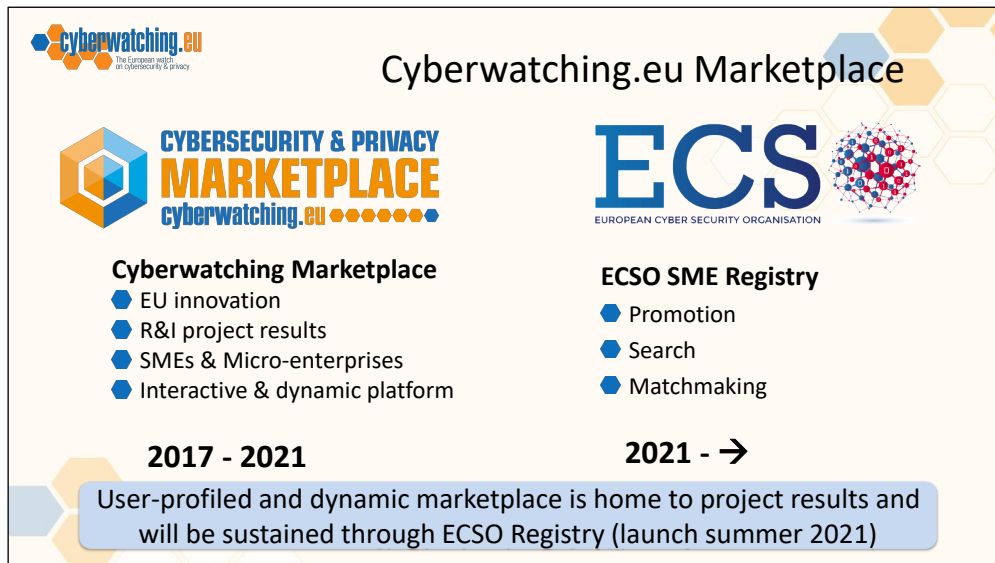 cyberwatching.eu
The European watch
on cybersecurity & privacy
Cyberwatching.eu Marketplace
CYBERSECURITY & PRIVACY
MARKETPLACE
cyberwatching.eu
ECS
EUROPEAN CYBER SECURITY ORGANISATION
Cyberwatching Marketplace
EU innovation
R&I project results
SMEs & Micro-enterprises
Interactive & dynamic platform
2017 - 2021
ECSO SME Registry
Promotion
Search
Matchmaking
2021 - →
User-profiled and dynamic marketplace is home to project results and
will be sustained through ECSO Registry (launch summer 2021)